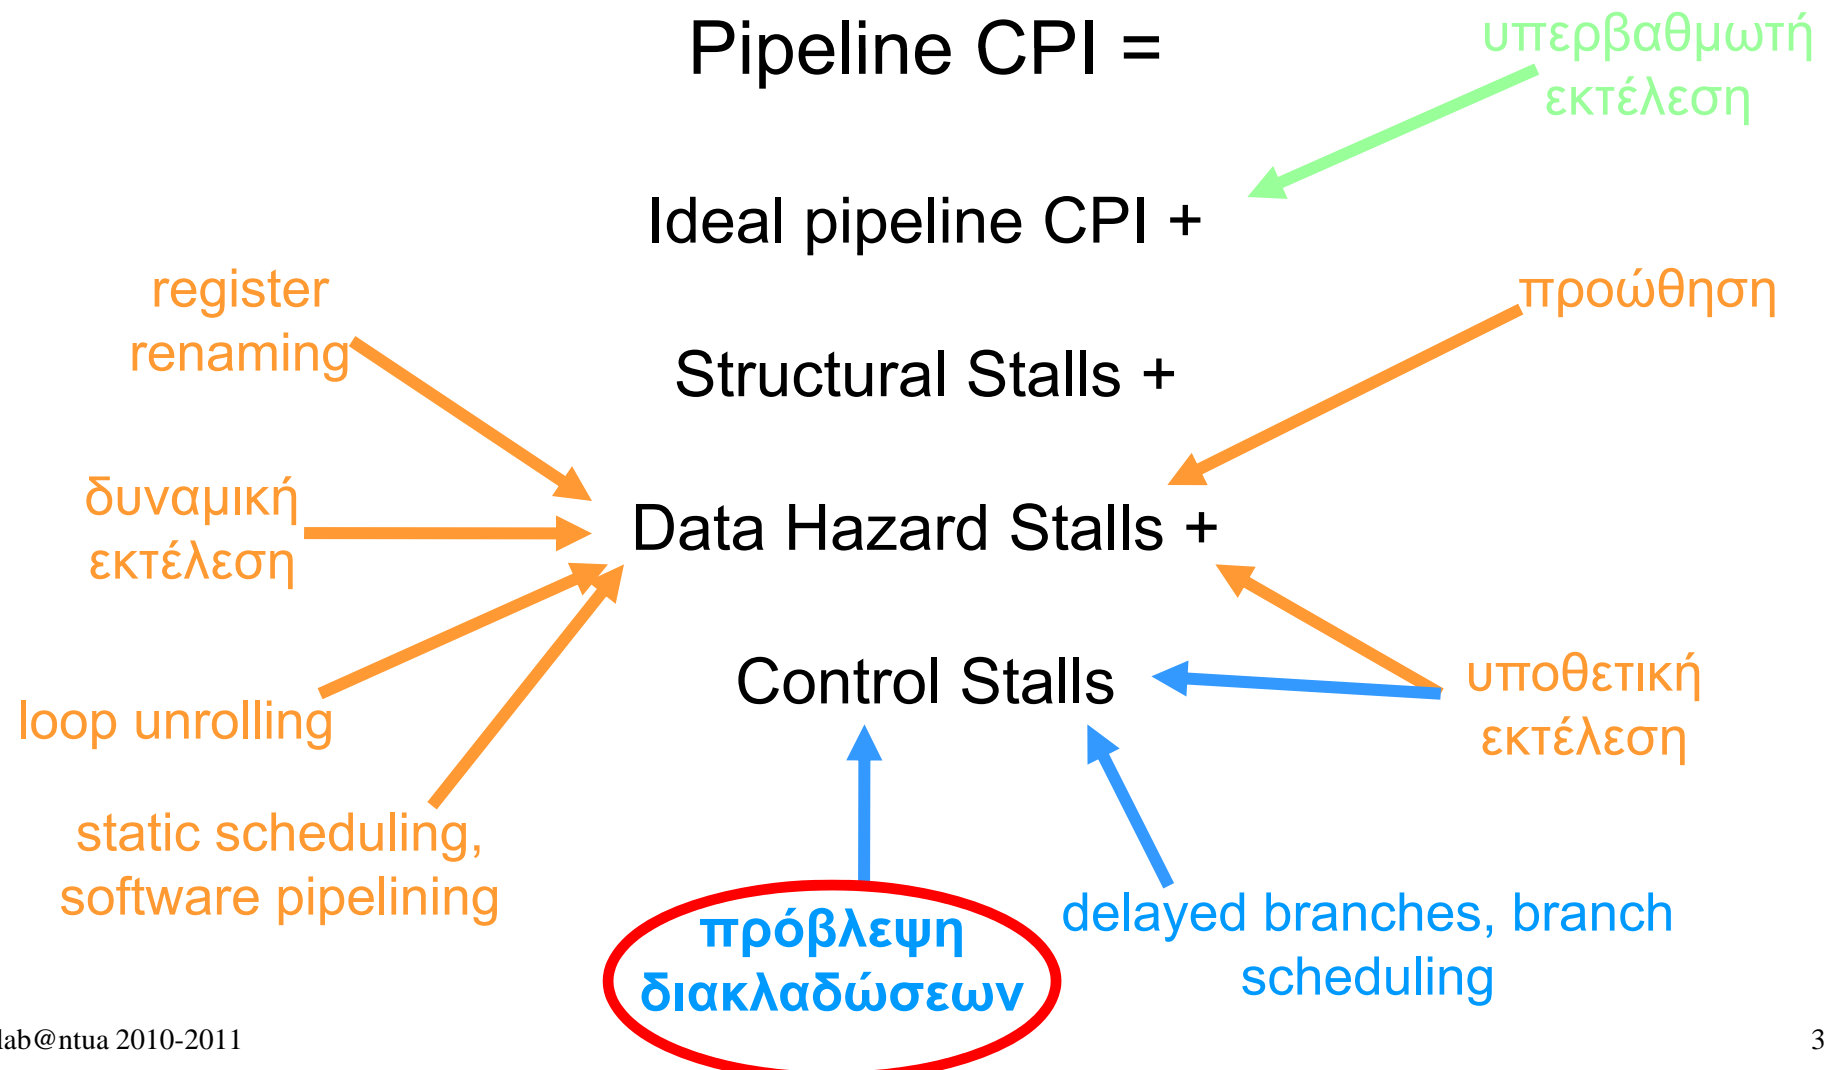 Pipeline CPI =
υπερβαθμωτή
εκτέλεση
Ideal pipeline CPI +
register
renaming
προώθηση
Structural Stalls +
δυναμική
εκτέλεση
Data Hazard Stalls +
loop unrolling
Control Stalls
υποθετική
εκτέλεση
static scheduling,
software pipelining
πρόβλεψη
διακλαδώσεων
delayed branches, branch
scheduling
lab@ntua 2010-2011
3